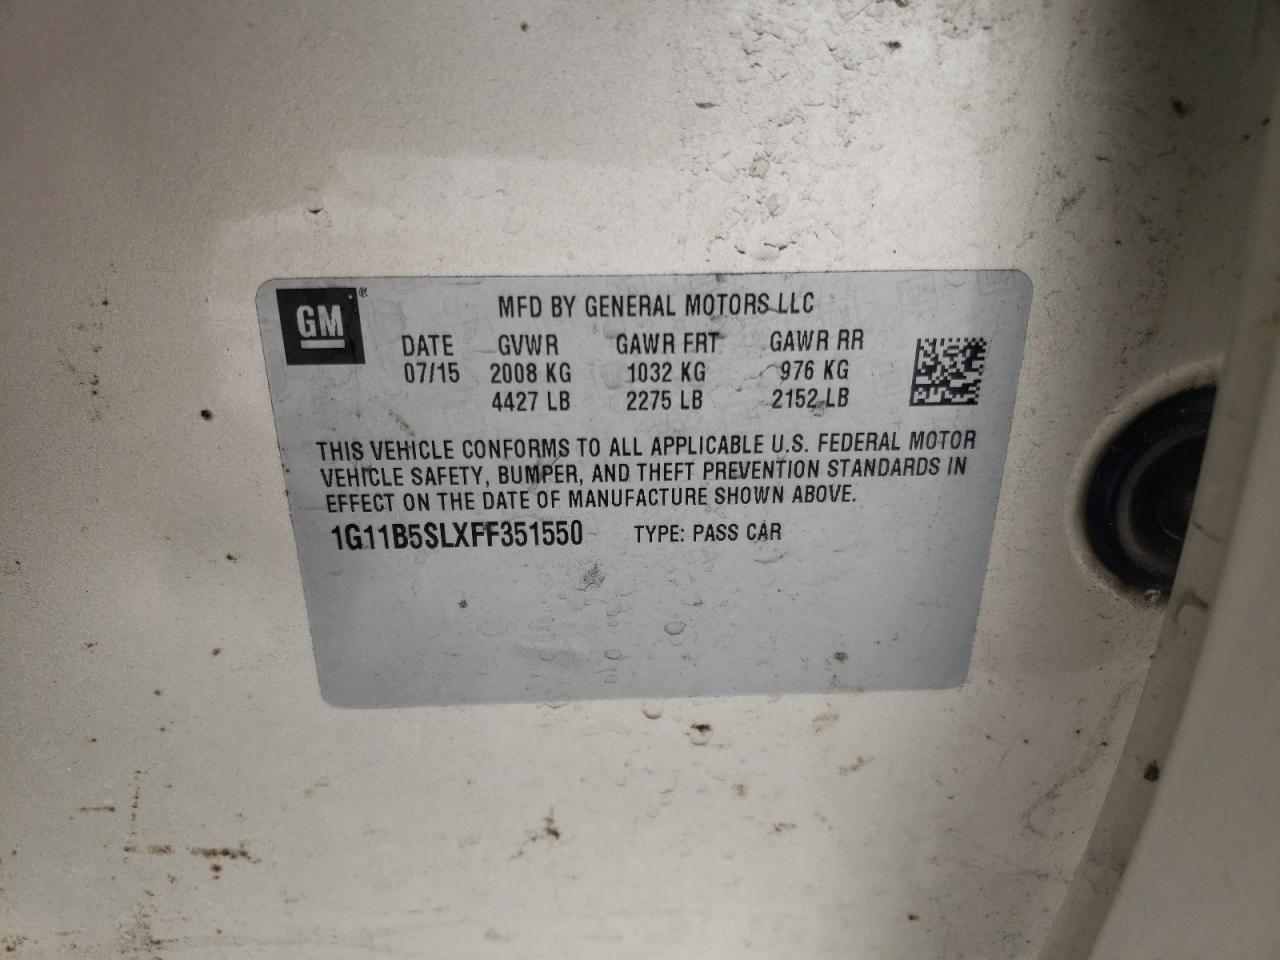 GM®
MFD BY GENERAL MOTORS LLC
DATE GVWR GAWR FRT GAWR RR
07/15 2008 KG 1032 KG 976 KG
4427 LB 2275 LB 2152 LB
THIS VEHICLE CONFORMS TO ALL APPLICABLE U.S. FEDERAL MOTOR
VEHICLE SAFETY, BUMPER, AND THEFT PREVENTION STANDARDS IN
EFFECT ON THE DATE OF MANUFACTURE SHOWN ABOVE.
1G11B5SLXFF351550 TYPE: PASS CAR